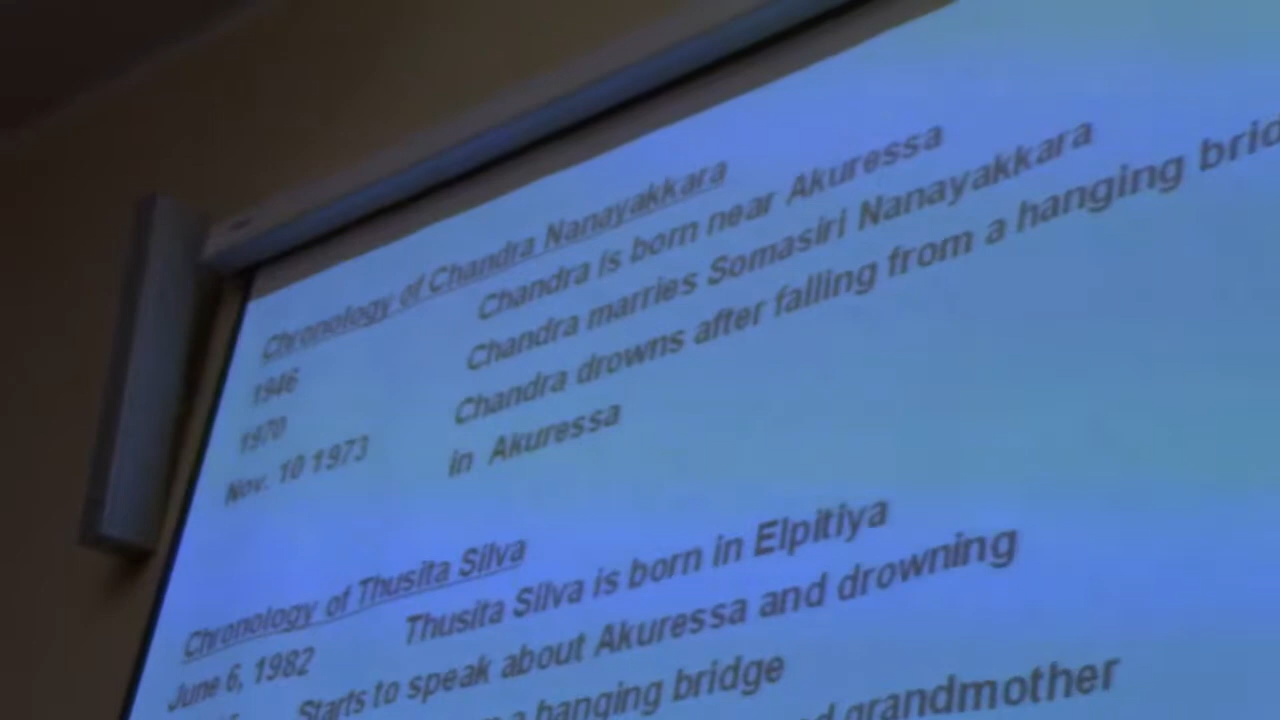 Chronology of Chandra Nanayakkara
1946 Chandra is born near Akuressa
1970 Chandra marries Somasiri Nanayakkara
Nov. 10 1973 Chandra drowns after falling from a hanging
in Akuressa
Chronology of Thusita Silva
June 6, 1982 Thusita Silva is born in Elpitiya
Starts to speak about Akuressa and drowning
a hanging bridge
grandmother